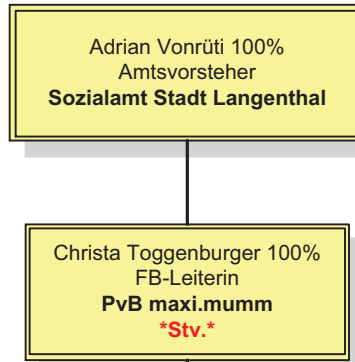 Adrian Vonrüti 100%
Amtsvorsteher
Sozialamt Stadt Langenthal
Christa Toggenburger 100%
FB-Leiterin
PvB maxi.mumm
*Stv.*